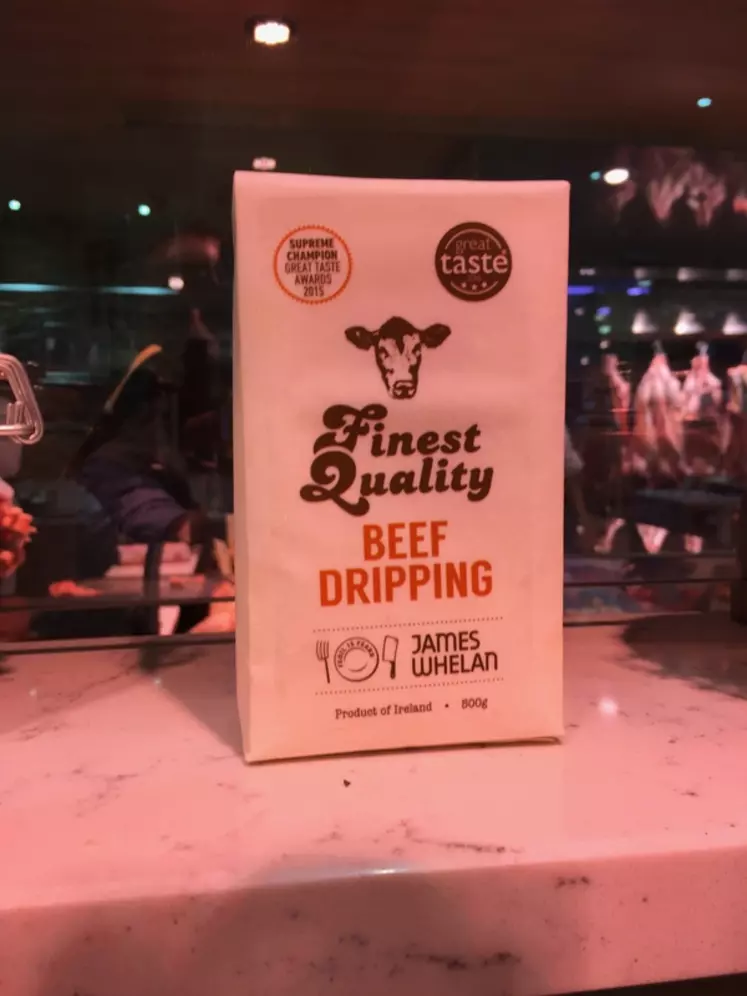 SUPREME
CHAMPION
GREAT TASTE
AWARDS
2015
great
taste
Finest
Quality
BEEF
DRIPPING
JAMES
WHELAN
Product of Ireland • 500g